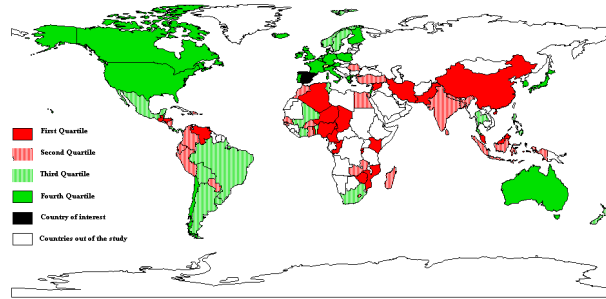 First Quartile
Second Quartile
Third Quartile
Fourth Quartile
Country of interest
Countries out of the study